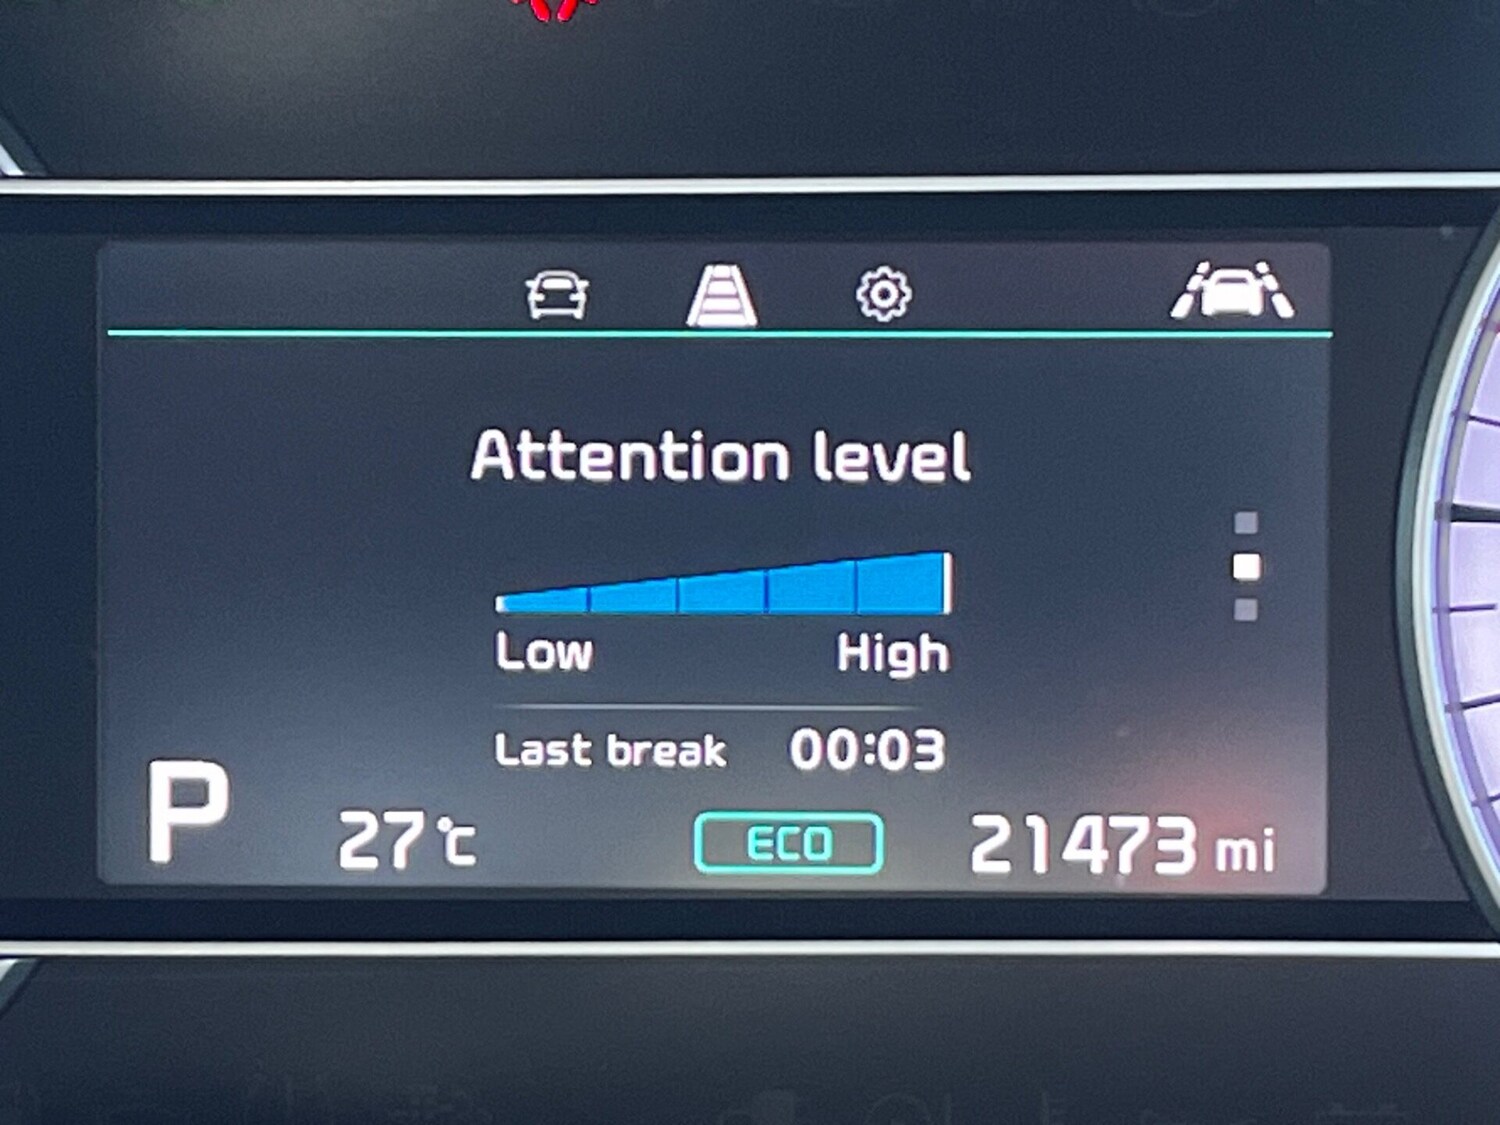 Attention level
Low High
Last break 00:03
P 27℃ ECO 21473 mi